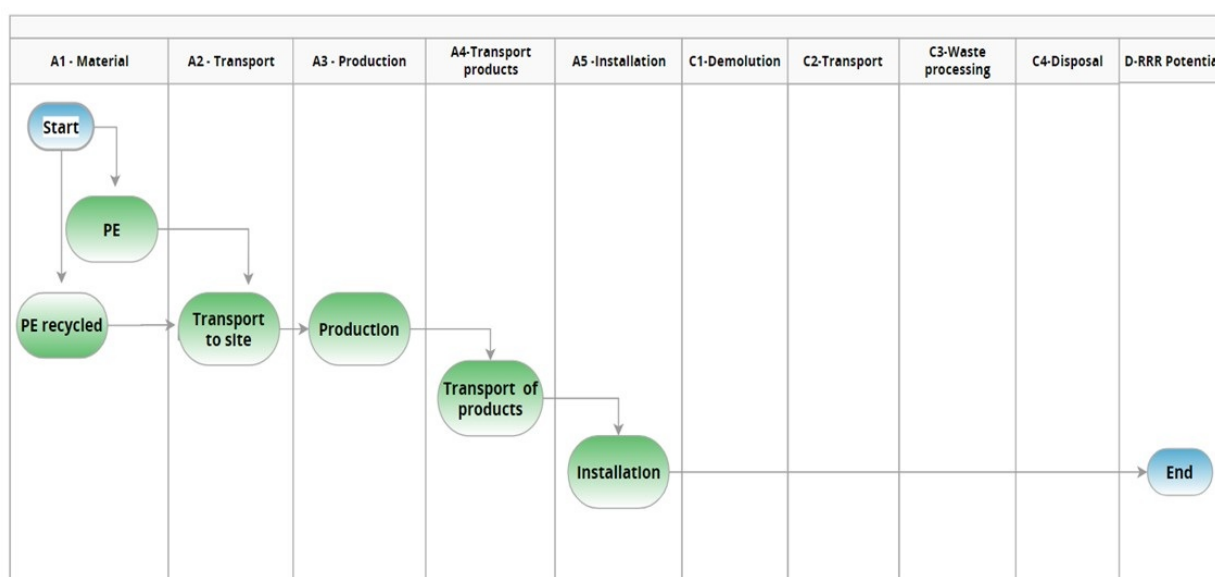 A1 - Material
A2 - Transport
A3 - Production
A4-Transport
products
A5 -Installation
C1-Demolution
C2-Transport
C3-Waste
processing
C4-Disposal
D-RRR Potentia
Start
PE
PE recycled
Transport
to site
Production
Transport of
products
Installation
End